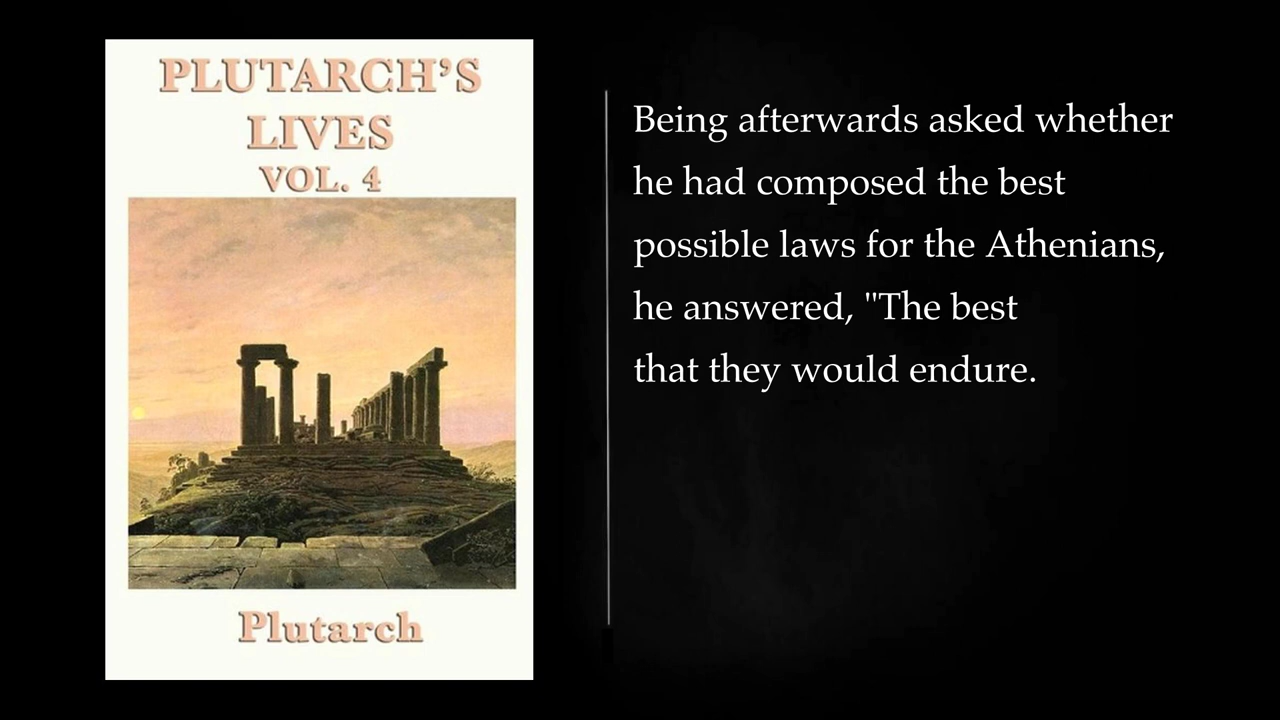 PLUTARCH'S
LIVES
VOL. 4
Plutarch
Being afterwards asked whether
he had composed the best
possible laws for the Athenians,
he answered, "The best
that they would endure.